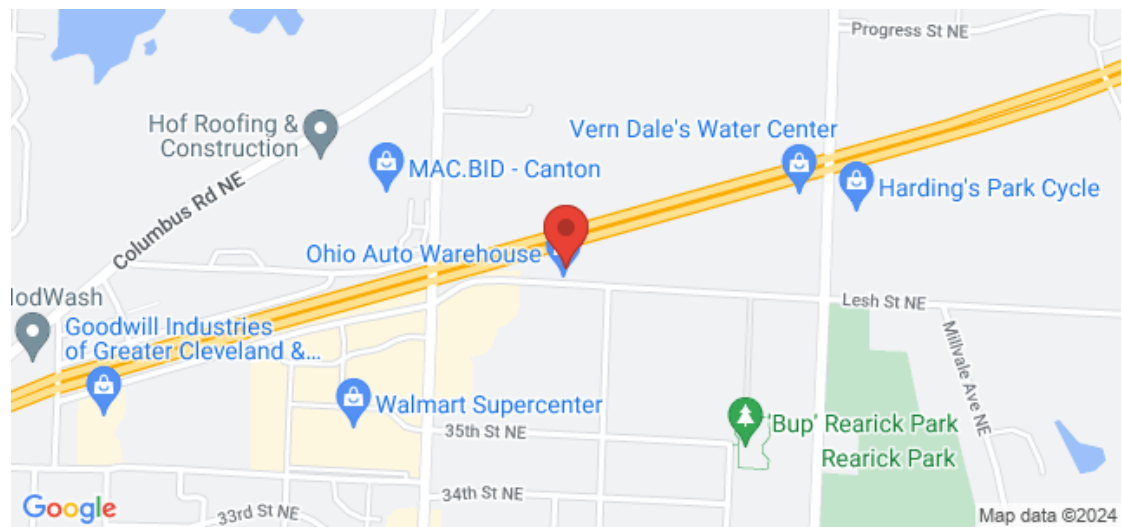 Progress St NE
Hof Roofing &
Construction
Vern Dale's Water Center
MAC.BID - Canton
Harding's Park Cycle
Columbus Rd NE
Ohio Auto Warehouse
Lesh St NE
Goodwill Industries
of Greater Cleveland &...
Millvale Ave NE
Walmart Supercenter
35th St NE
'Bup' Rearick Park
Rearick Park
34th St NE
33rd St NE
Google
Map data ©2024